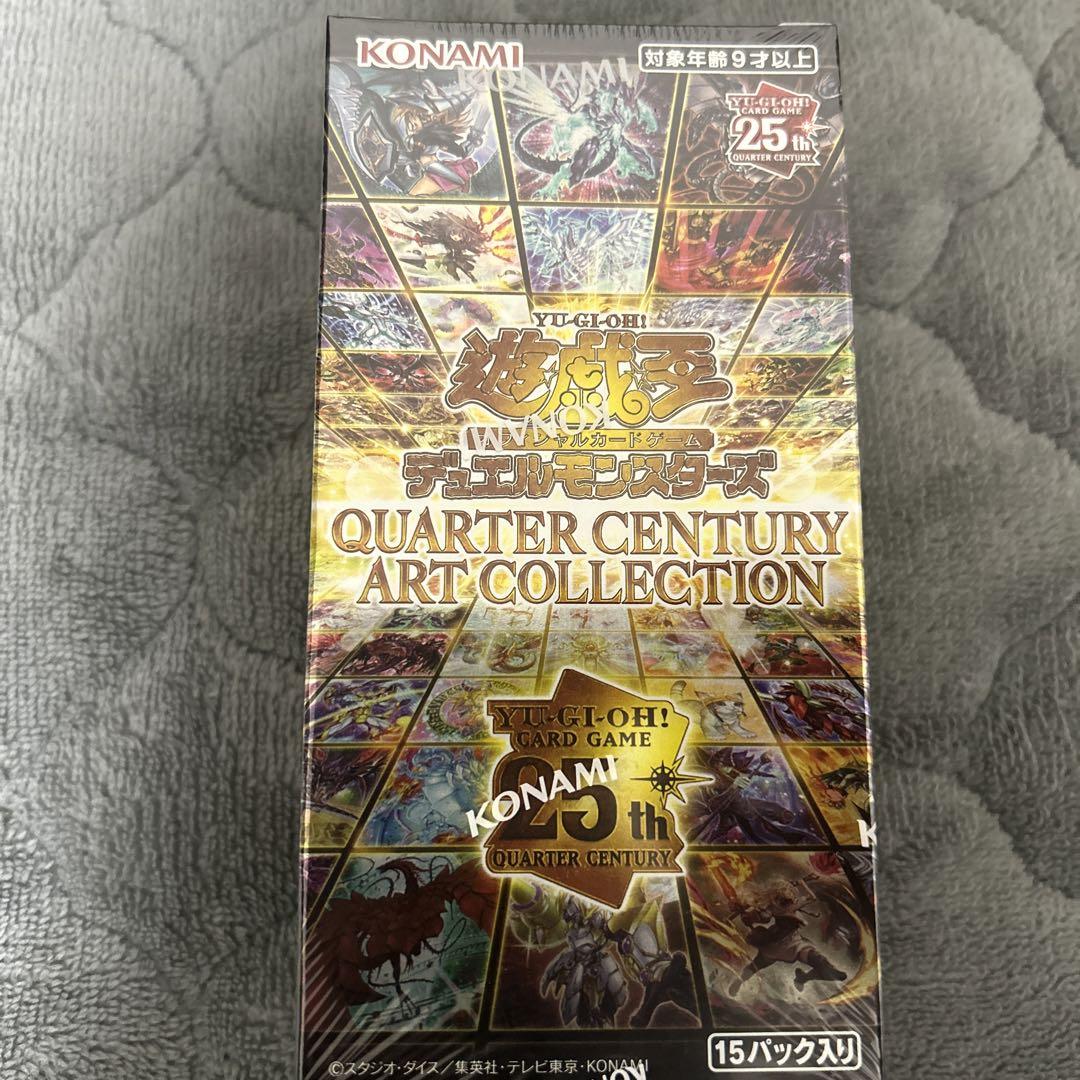 KONAMI
対象年齢9才以上
KONAMI
YU-GI-OH!
CARD GAME
25th
QUARTER CENTURY
YU-GI-OH!
遊戯王
KONAMI
オフィシャルカードゲーム
デュエルモンスターズ
QUARTER CENTURY
ART COLLECTION
YU-GI-OH!
CARD GAME
25th
KONAMI
QUARTER CENTURY
15パック入り
©スタジオ・ダイス／集英社・テレビ東京・KONAMI
KONAMI